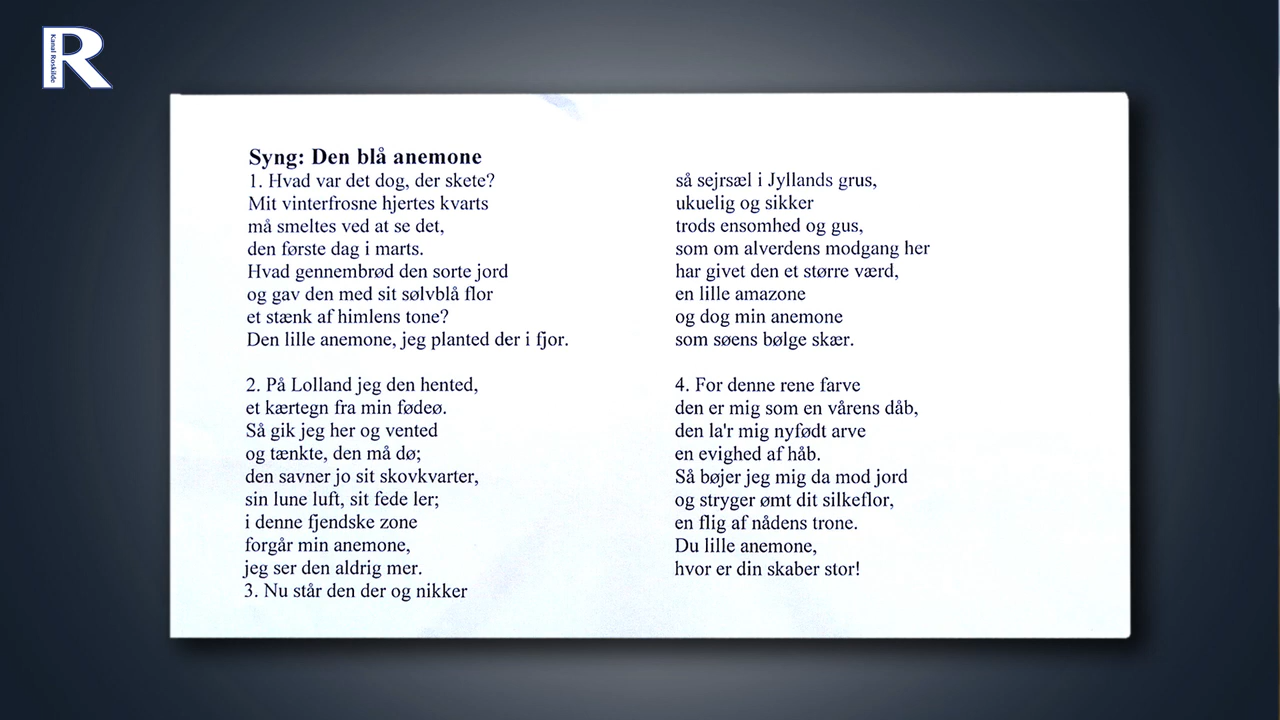 R
Kanal Roskilde
Syng: Den blå anemone
1. Hvad var det dog, der skete?
Mit vinterfrosne hjertes kvarts
må smeltes ved at se det,
den første dag i marts.
Hvad gennembrød den sorte jord
og gav den med sit sølvblå flor
et stænk af himlens tone?
Den lille anemone, jeg planted der i fjor.
2. På Lolland jeg den hented,
et kærtegn fra min fødeø.
Så gik jeg her og vented
og tænkte, den må dø;
den savner jo sit skovkvarter,
sin lune luft, sit fede ler;
i denne fjendske zone
forgår min anemone,
jeg ser den aldrig mer.
3. Nu står den der og nikker
så sejrsæl i Jyllands grus,
ukuelig og sikker
trods ensomhed og gus,
som om alverdens modgang her
har givet den et større værd,
en lille amazone
og dog min anemone
som søens bølge skær.
4. For denne rene farve
den er mig som en vårens dåb,
den la'r mig nyfødt arve
en evighed af håb.
Så bøjer jeg mig da mod jord
og stryger ømt dit silkeflor,
en flig af nådens trone.
Du lille anemone,
hvor er din skaber stor!